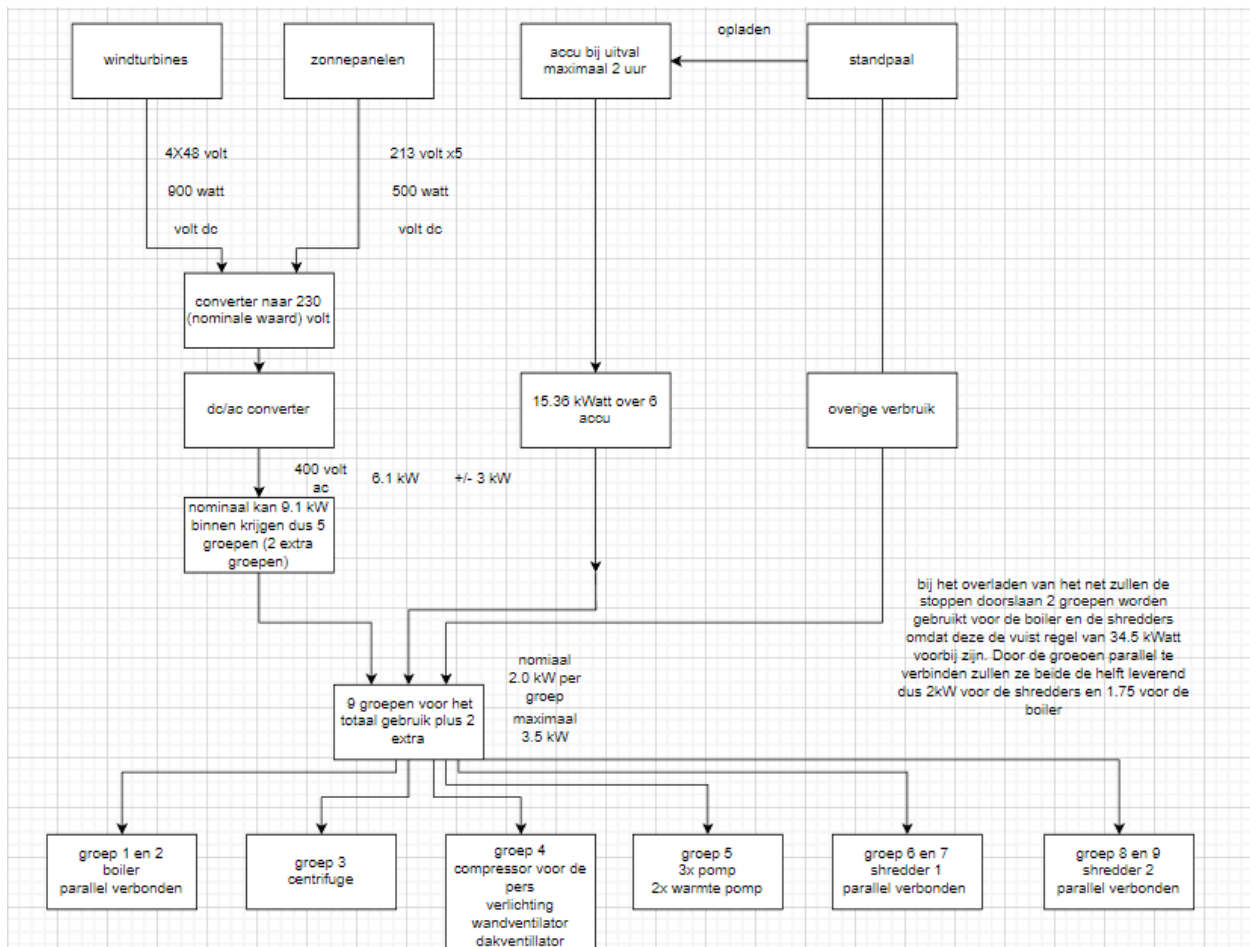 windturbines
zonnepanelen
accu bij uitval
maximaal 2 uur
opladen
standpaal
4X48 volt
900 watt
volt dc
213 volt x5
500 watt
volt dc
converter naar 230
(nominale waard) volt
dc/ac converter
15.36 kWatt over 6
accu
overige verbruik
400 volt
ac
6.1 kW
+/- 3 kW
nominaal kan 9.1 kW
binnen krijgen dus 5
groepen (2 extra
groepen)
bij het overladen van het net zullen de
stoppen doorslaan 2 groepen worden
gebruikt voor de boiler en de shredders
omdat deze de vuist regel van 34.5 kWatt
voorbij zijn. Door de groeoen parallel te
verbinden zullen ze beide de helft leverend
dus 2kW voor de shredders en 1.75 voor de
boiler
nomiaal
2.0 kW per
groep
maximaal
3.5 kW
9 groepen voor het
totaal gebruik plus 2
extra
groep 1 en 2
boiler
parallel verbonden
groep 3
centrifuge
groep 4
compressor voor de
pers
verlichting
wandventilator
dakventillator
groep 5
3x pomp
2x warmte pomp
groep 6 en 7
shredder 1
parallel verbonden
groep 8 en 9
shredder 2
parallel verbonden